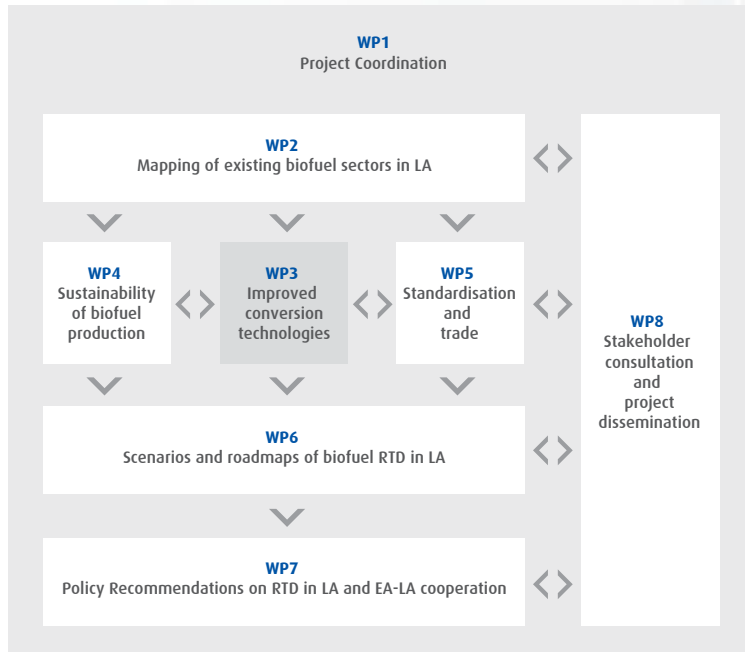 WP1
Project Coordination
WP2
Mapping of existing biofuel sectors in LA
WP4
Sustainability
of biofuel
production
WP3
Improved
conversion
technologies
WP5
Standardisation
and
trade
WP8
Stakeholder
consultation
and
project
dissemination
WP6
Scenarios and roadmaps of biofuel RTD in LA
WP7
Policy Recommendations on RTD in LA and EA-LA cooperation